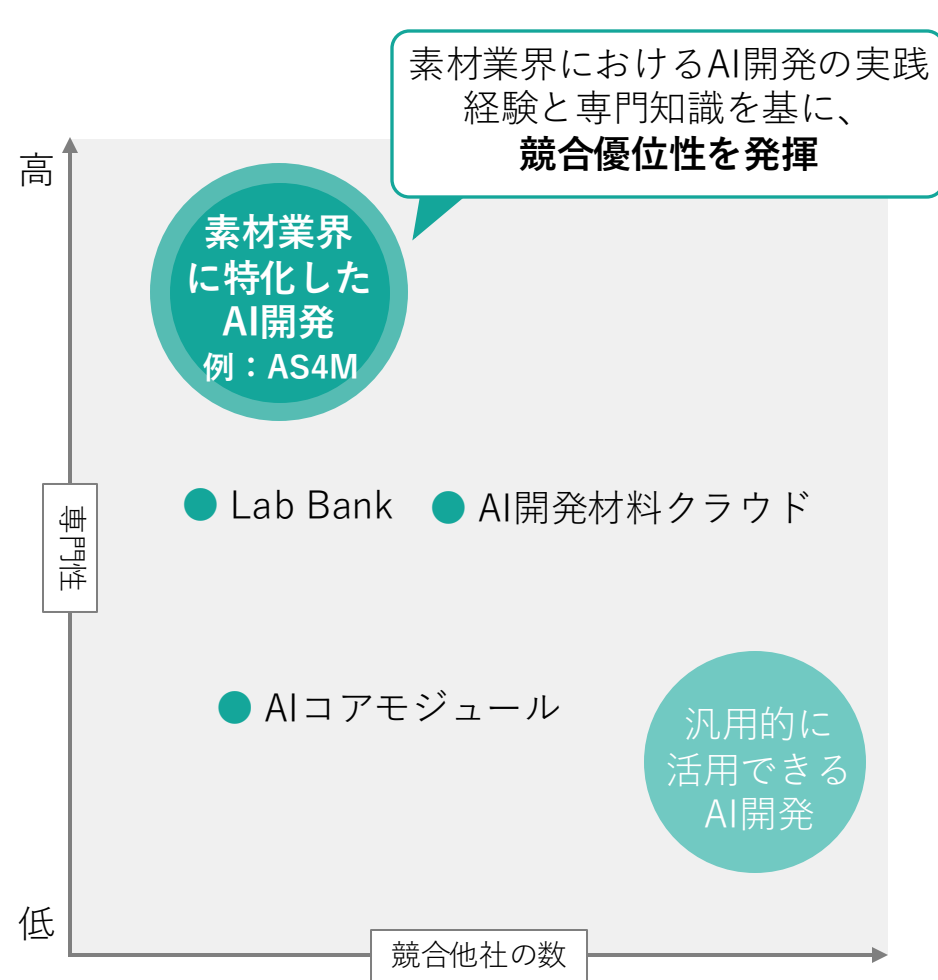 素材業界におけるAI開発の実践
経験と専門知識を基に、
競合優位性を発揮
高
素材業界
に特化した
AI開発
例：AS4M
Lab Bank
AI開発材料クラウド
専門性
AIコアモジュール
汎用的に
活用できる
AI開発
低
競合他社の数